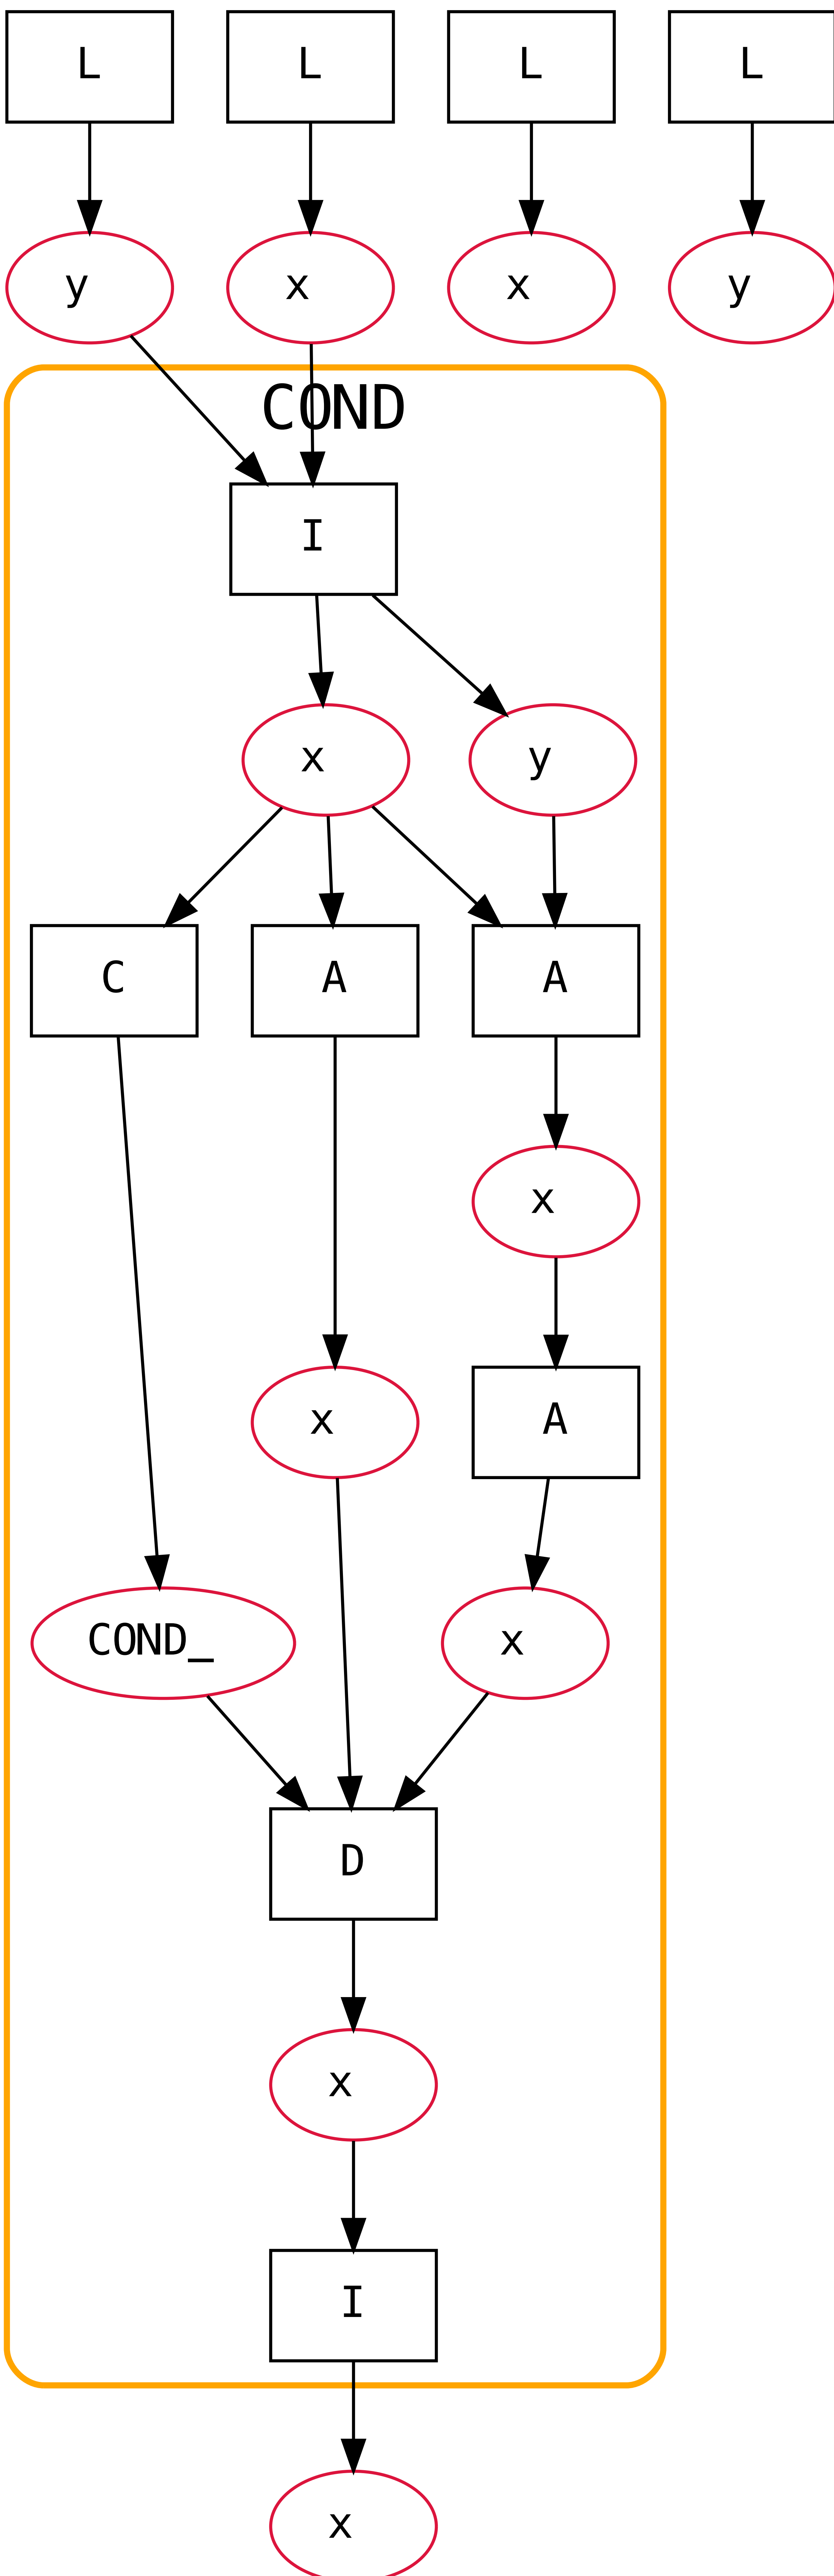 L L L L
y x x y
COND
I
x y
C A A
x
x A
COND_ x
D
x
I
x